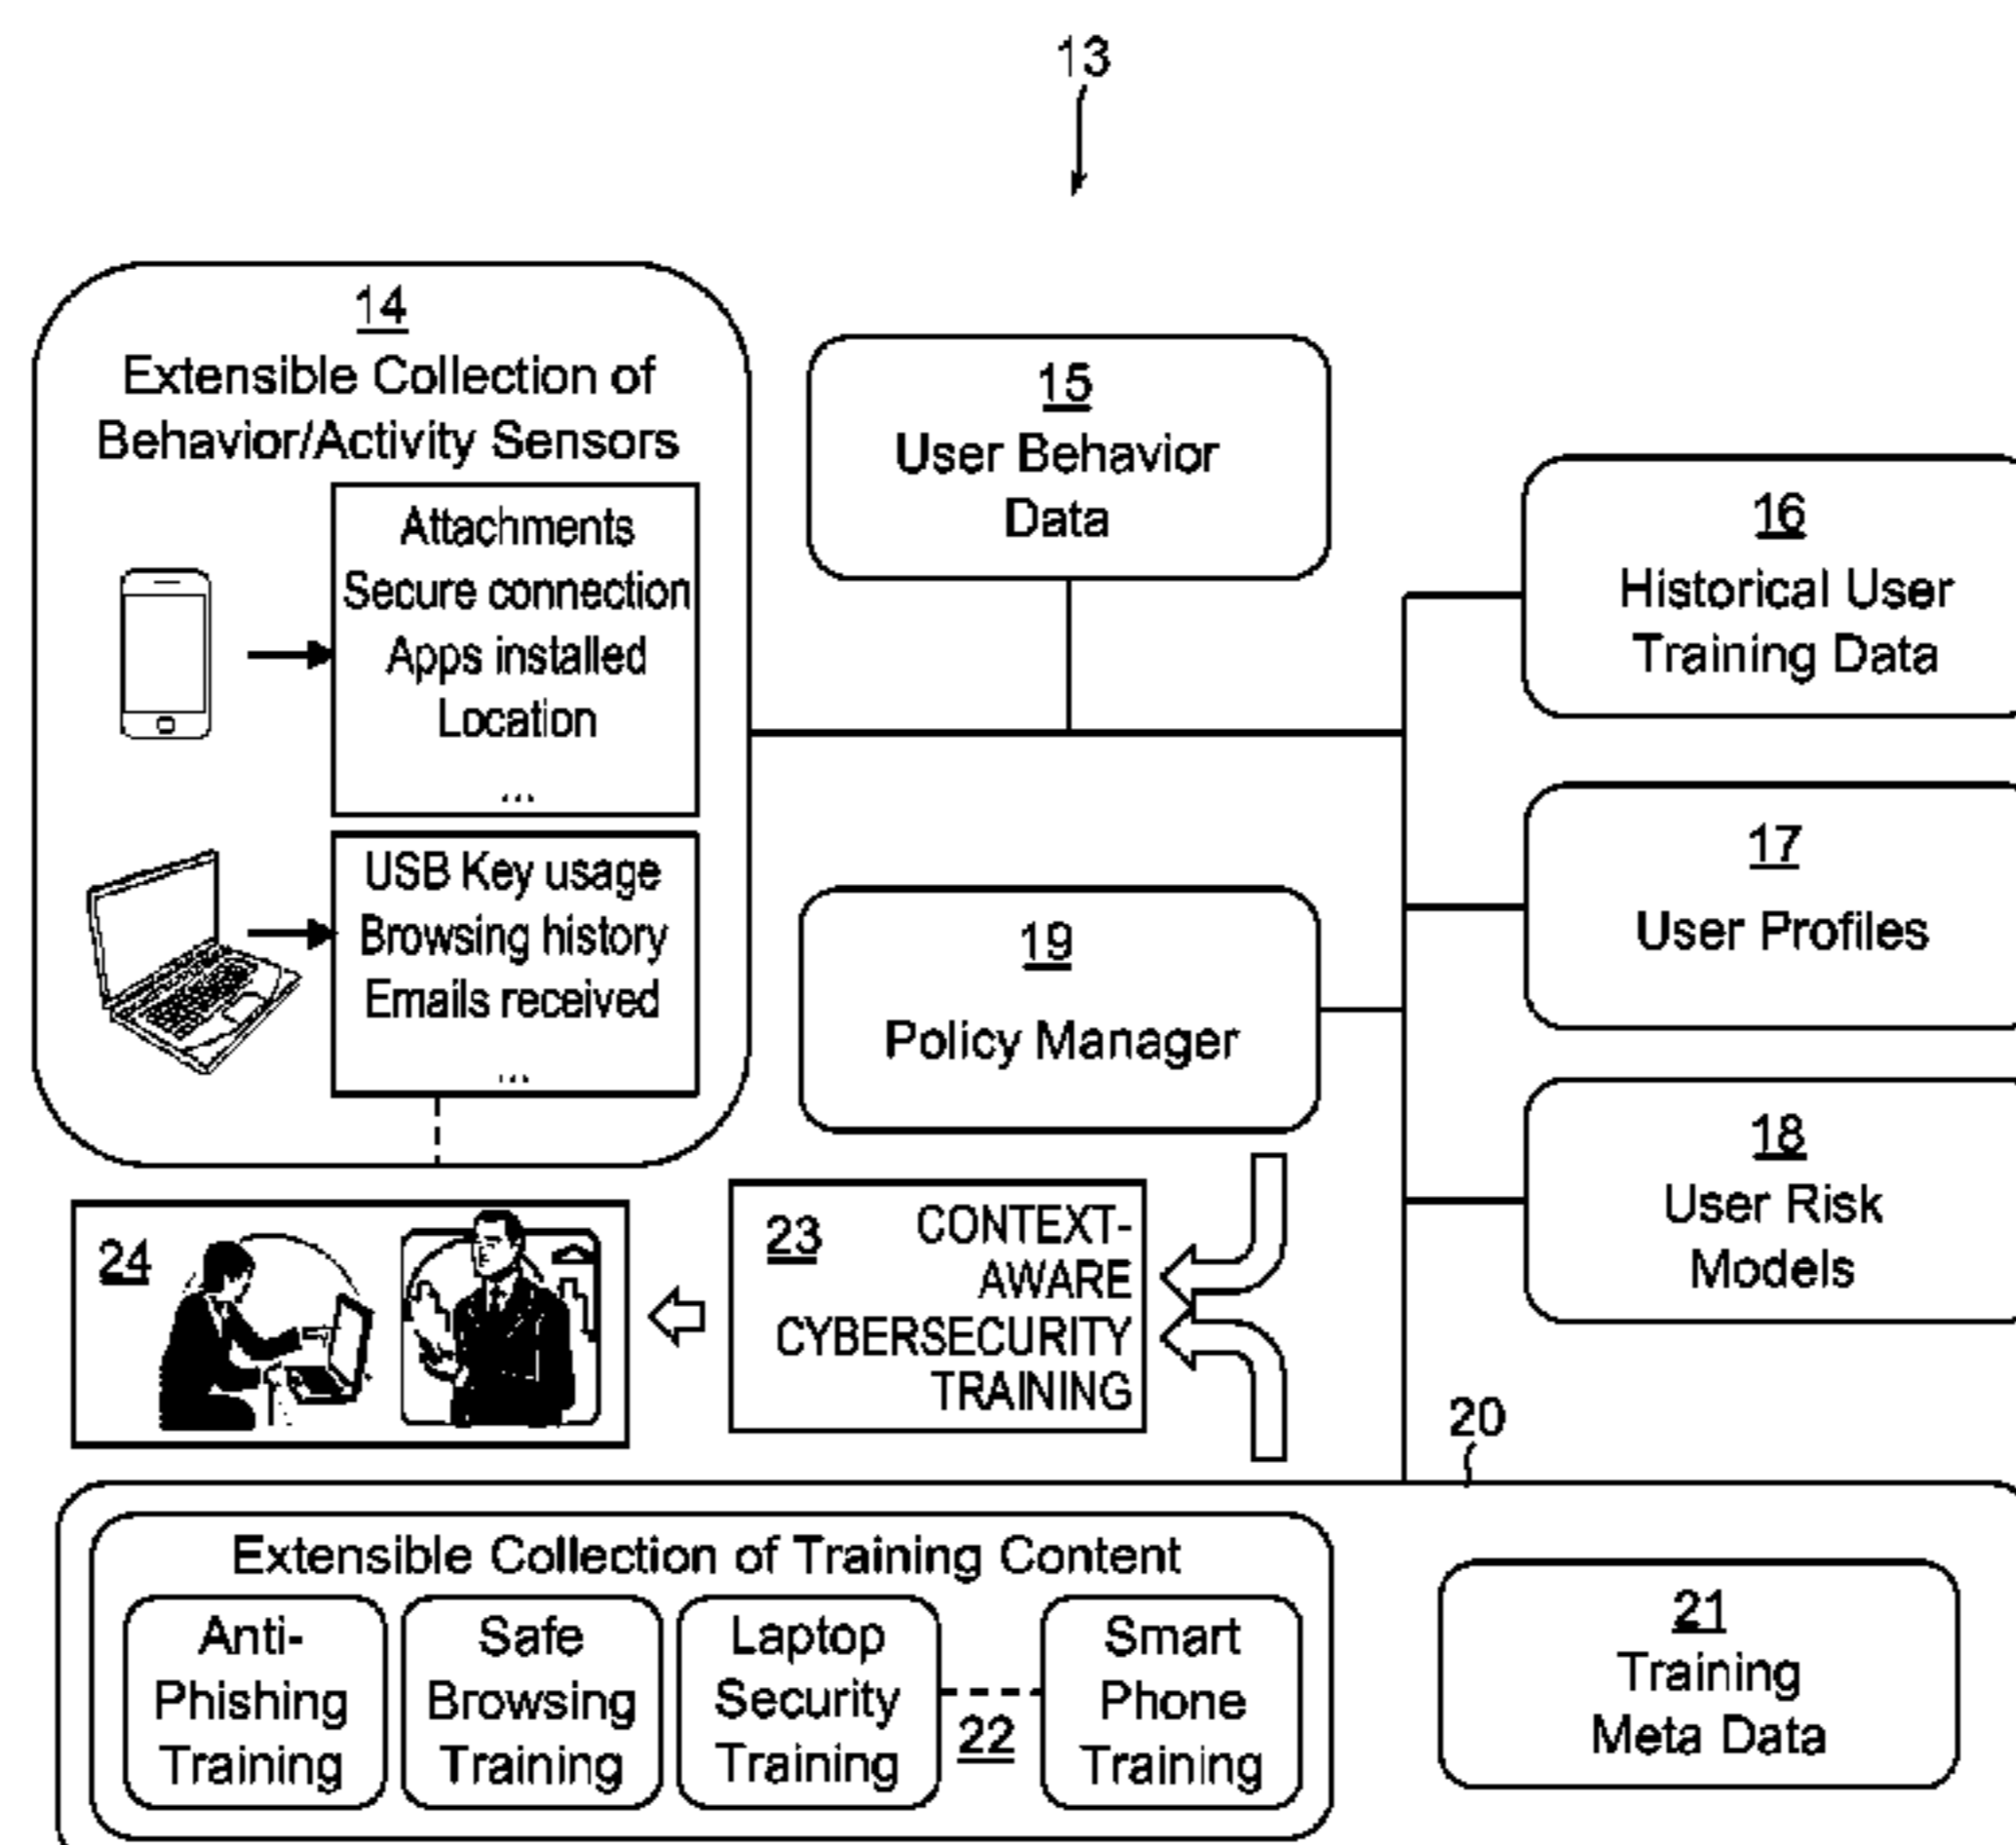 13
14
Extensible Collection of
Behavior/Activity Sensors
Attachments
Secure connection
Apps installed
Location
...
USB Key usage
Browsing history
Emails received
...
15
User Behavior
Data
16
Historical User
Training Data
17
User Profiles
19
Policy Manager
18
User Risk
Models
24
23
CONTEXT-
AWARE
CYBERSECURITY
TRAINING
20
Extensible Collection of Training Content
Anti-
Phishing
Training
Safe
Browsing
Training
Laptop
Security
Training
22
Smart
Phone
Training
21
Training
Meta Data